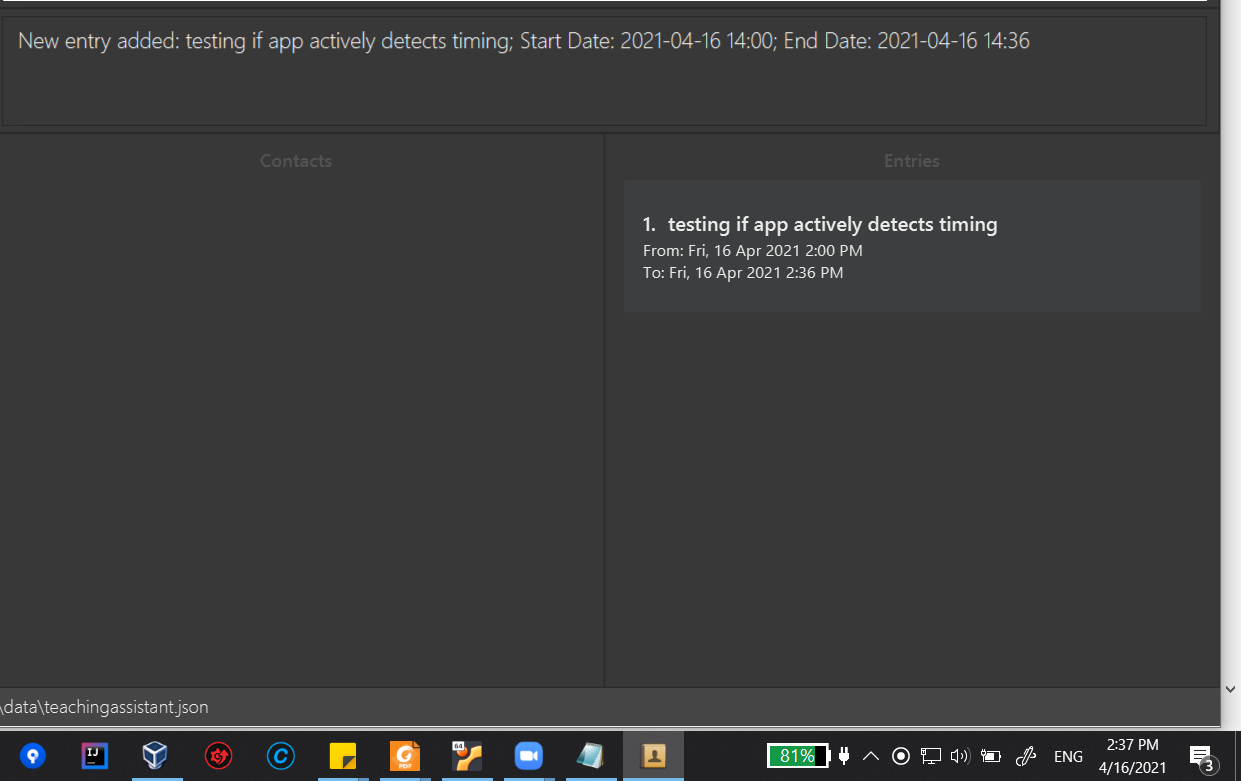 New entry added: testing if app actively detects timing; Start Date: 2021-04-16 14:00; End Date: 2021-04-16 14:36
Contacts
Entries
1. testing if app actively detects timing
From: Fri, 16 Apr 2021 2:00 PM
To: Fri, 16 Apr 2021 2:36 PM
\data\teachingassistant.json
IJ
C
G
PDF
64
81%
ENG
2:37 PM
4/16/2021
3